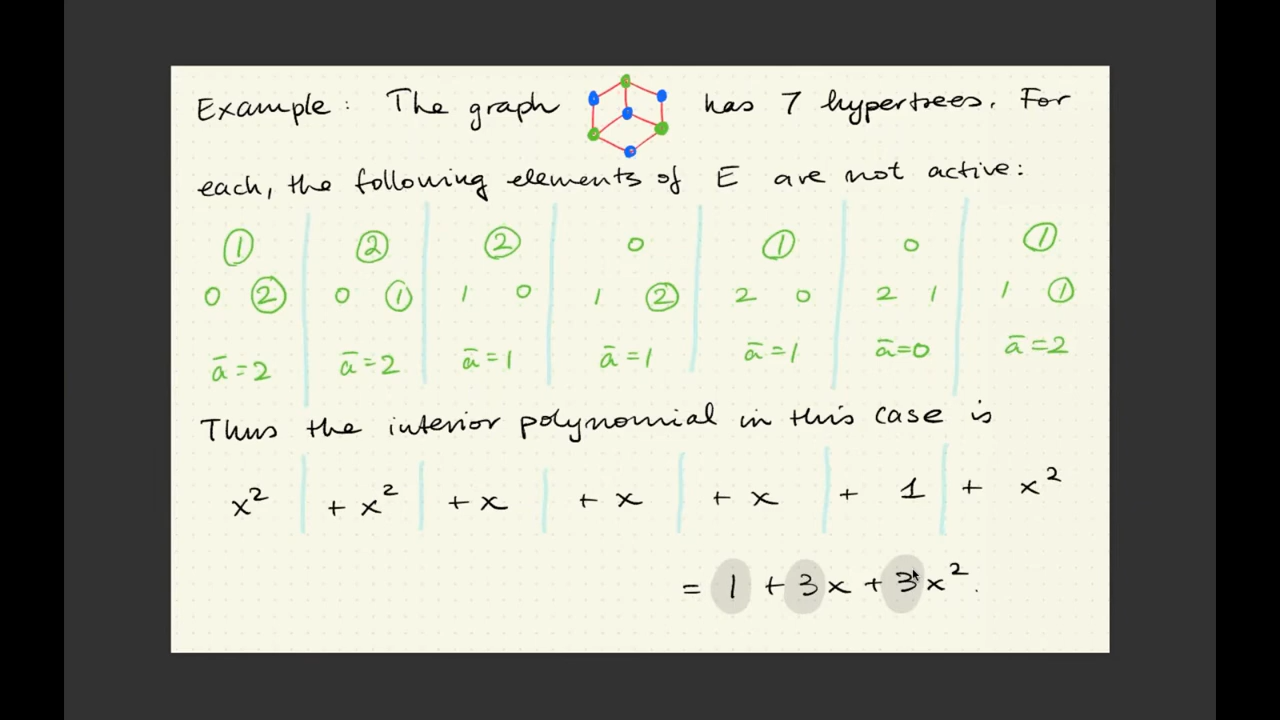 Example: The graph has 7 hypertrees. For
each, the following elements of E are not active:
1 2 2 0 1 0 1
0 2 0 1 1 0 1 2 2 0 2 1 1 1
ā=2 ā=2 ā=1 ā=1 ā=1 ā=0 ā=2
Thus the interior polynomial in this case is
x² + x² + x + x + x + 1 + x²
= 1 + 3x + 3x².